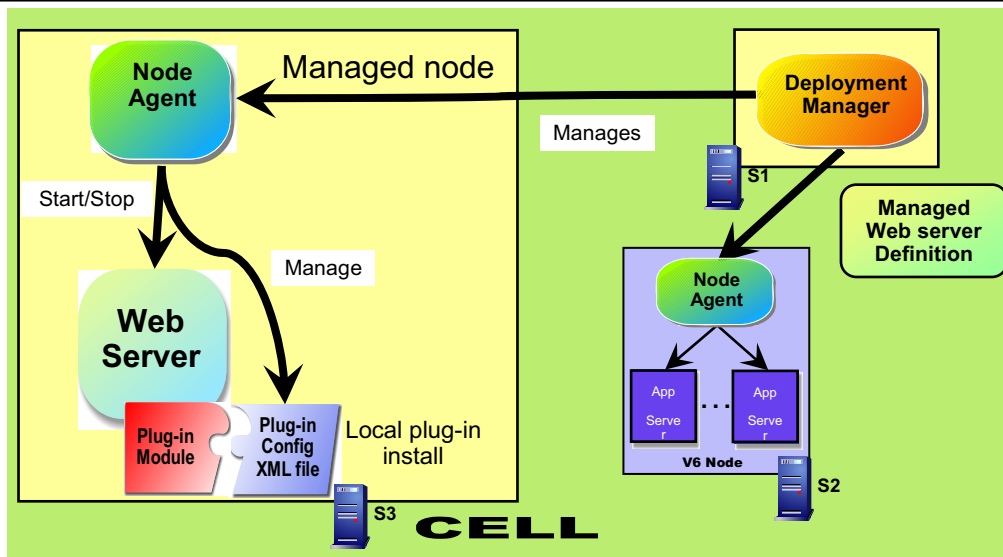 Node
Agent
Managed node
Deployment
Manager
Manages
S1
Start/Stop
Manage
Managed
Web server
Definition
Node
Agent
Web
Server
App
Serve
r
. . .
App
Serve
r
Plug-in
Module
Plug-in
Config
XML file
Local plug-in
install
V6 Node
S2
S3
CELL